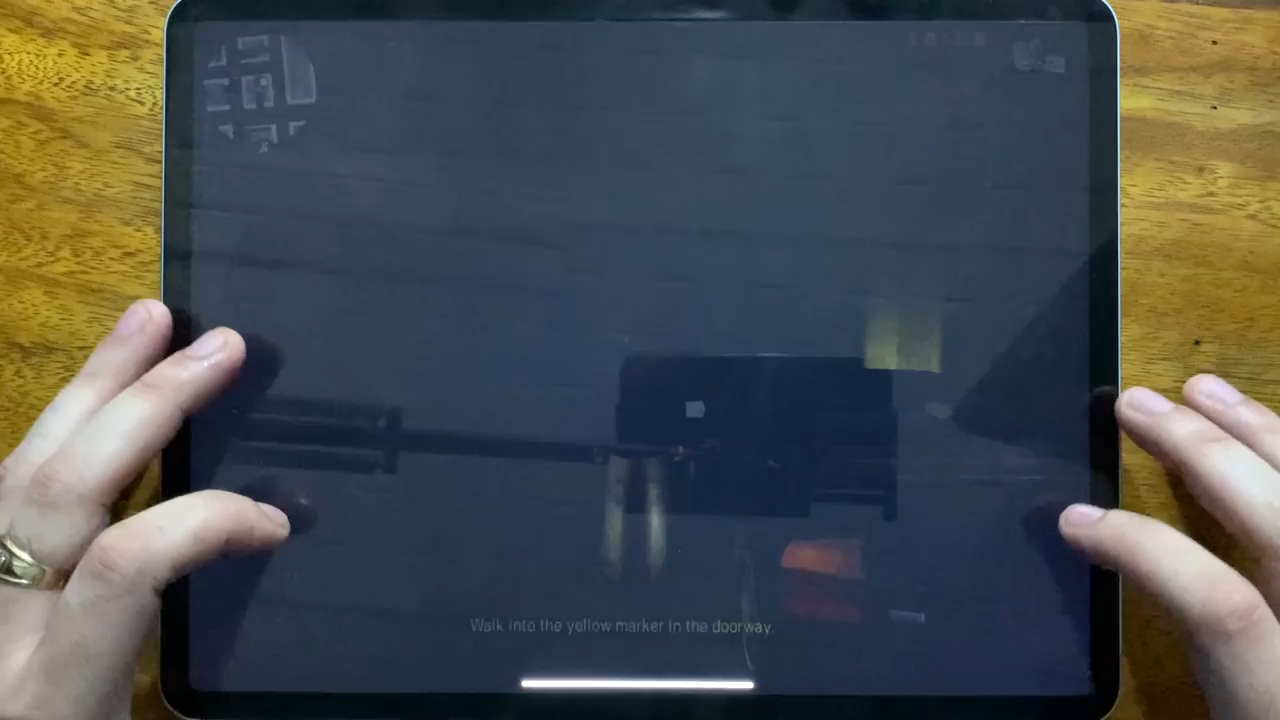 Walk into the yellow marker in the doorway.